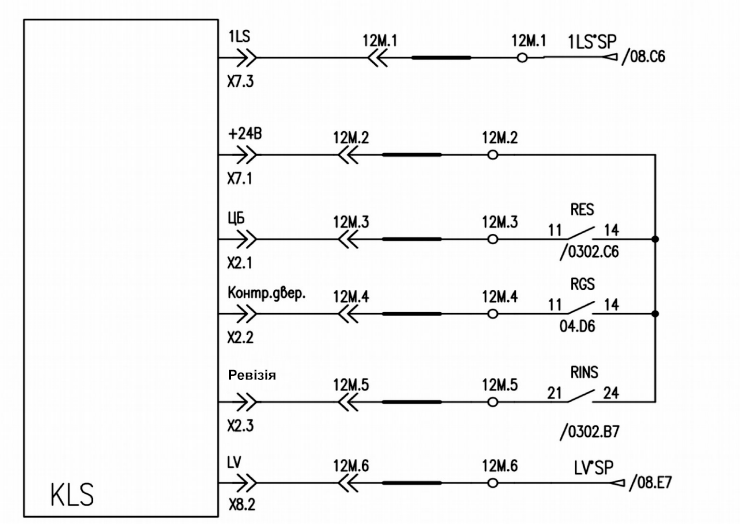 1LS 12M.1 12M.1 1LS*SP /08.C6
X7.3
+24В 12M.2 12M.2
X7.1
ЦБ 12M.3 12M.3 RES 11 14
X2.1 /0302.C6
Контр.двер. 12M.4 12M.4 RGS 11 14
X2.2 04.D6
Ревізія 12M.5 12M.5 RINS 21 24
X2.3 /0302.B7
LV 12M.6 12M.6 LV*SP /08.E7
X8.2
KLS